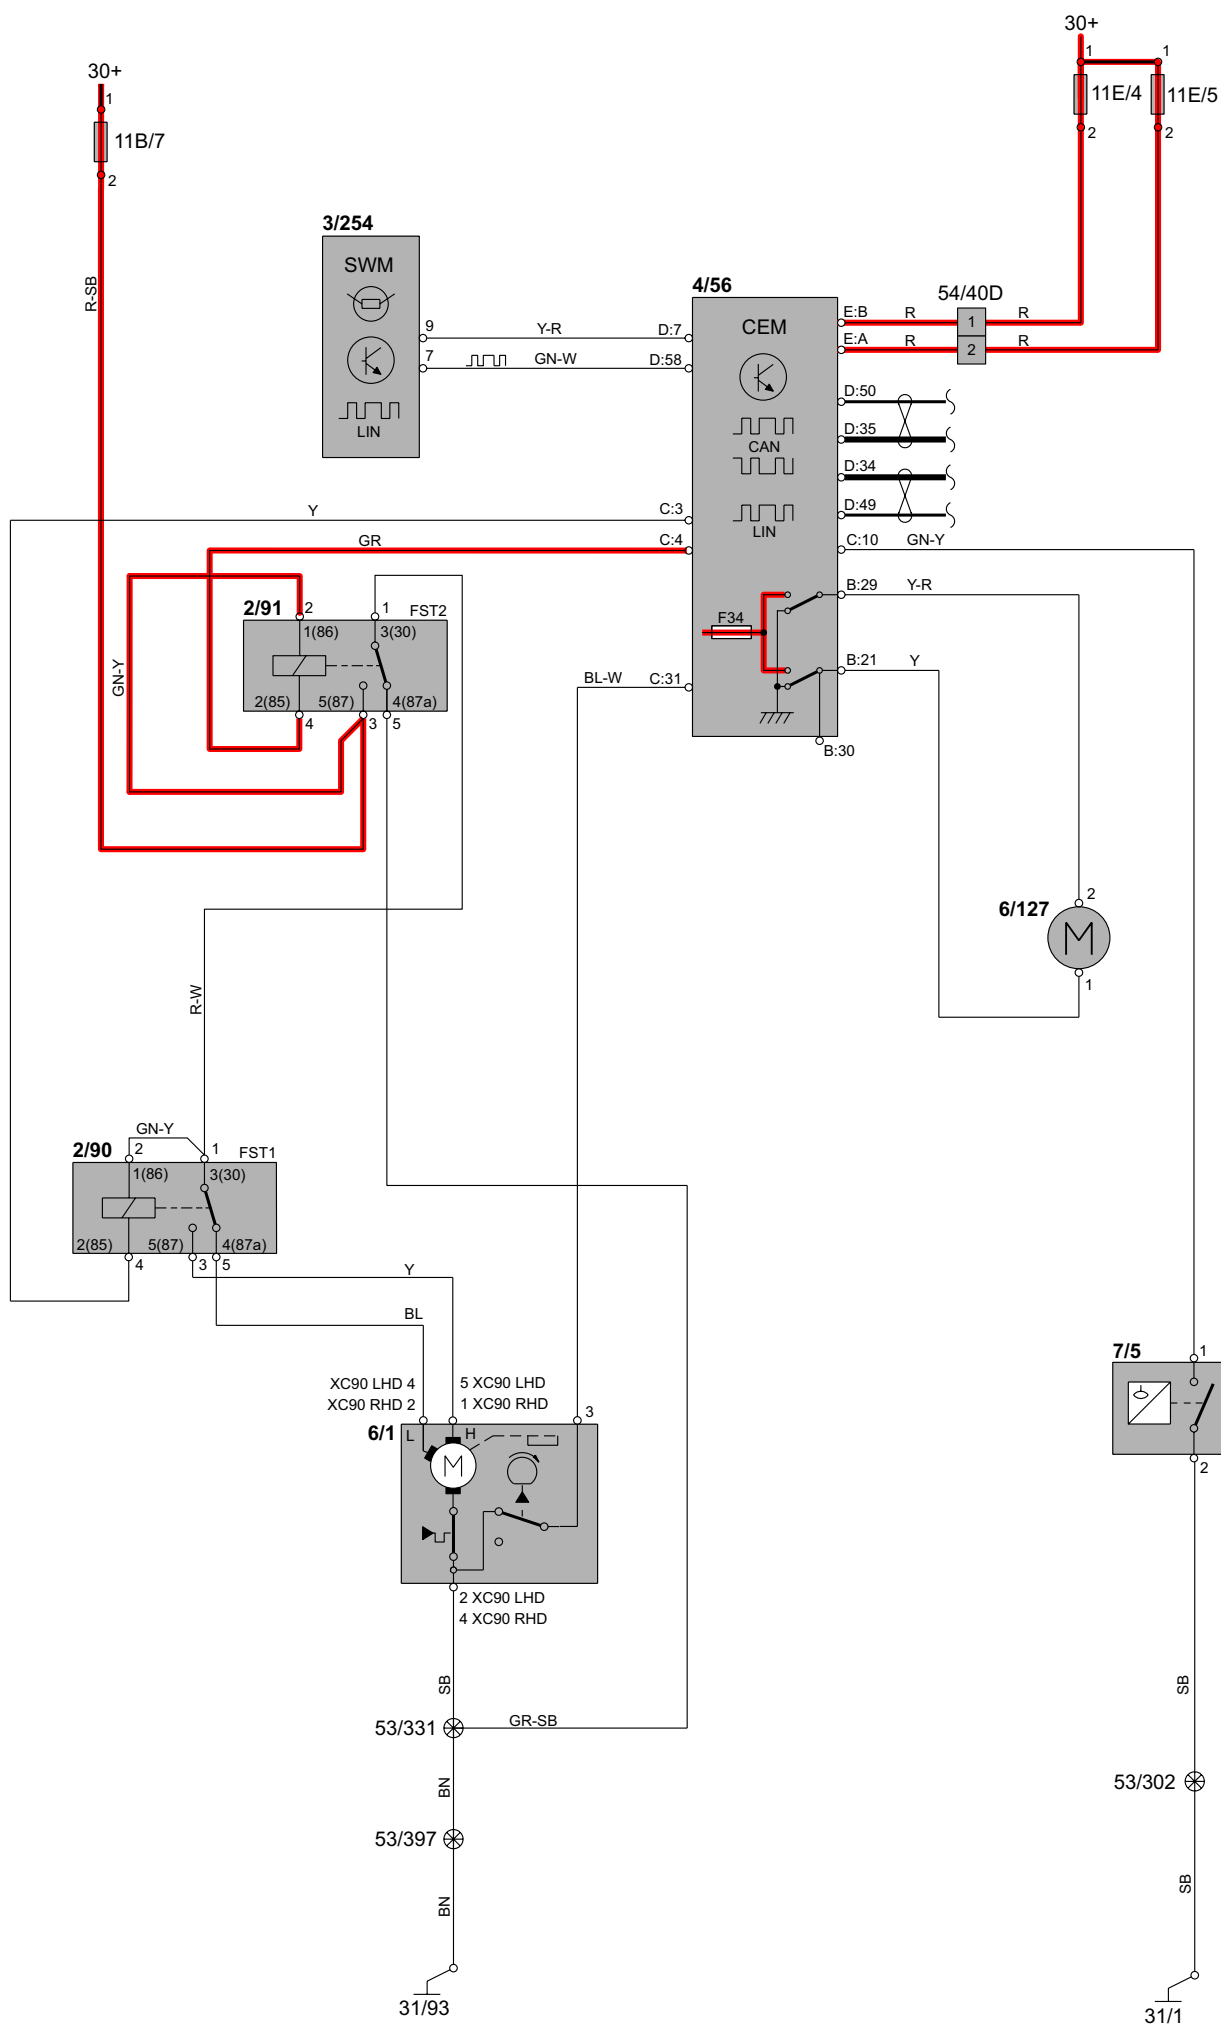 30+
1
1
11E/4
11E/5
2
2
30+
1
11B/7
2
R-SB
3/254
SWM
LIN
9
Y-R
D:7
7
GN-W
D:58
4/56
CEM
CAN
LIN
E:B
R
54/40D
1
R
E:A
R
2
R
D:50
D:35
D:34
D:49
C:3
Y
C:4
GR
C:10
GN-Y
B:29
Y-R
F34
B:21
Y
B:30
BL-W
C:31
2/91
2
1
FST2
1(86)
3(30)
2(85)
5(87)
4(87a)
4
3
5
GN-Y
6/127
2
M
1
R-W
GN-Y
2/90
2
1
FST1
1(86)
3(30)
2(85)
5(87)
4(87a)
4
3
5
Y
BL
XC90 LHD 4
5 XC90 LHD
XC90 RHD 2
1 XC90 RHD
3
6/1
L
H
M
2 XC90 LHD
4 XC90 RHD
7/5
1
2
SB
53/331
GR-SB
BN
53/397
BN
31/93
SB
53/302
SB
31/1